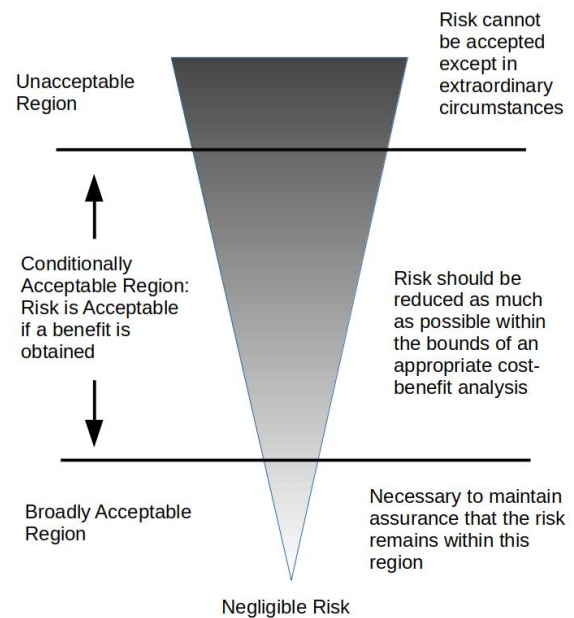 Risk cannot
be accepted
except in
extraordinary
circumstances
Unacceptable
Region
Conditionally
Acceptable Region:
Risk is Acceptable
if a benefit is
obtained
Risk should be
reduced as much
as possible within
the bounds of an
appropriate cost-
benefit analysis
Broadly Acceptable
Region
Necessary to maintain
assurance that the risk
remains within this
region
Negligible Risk